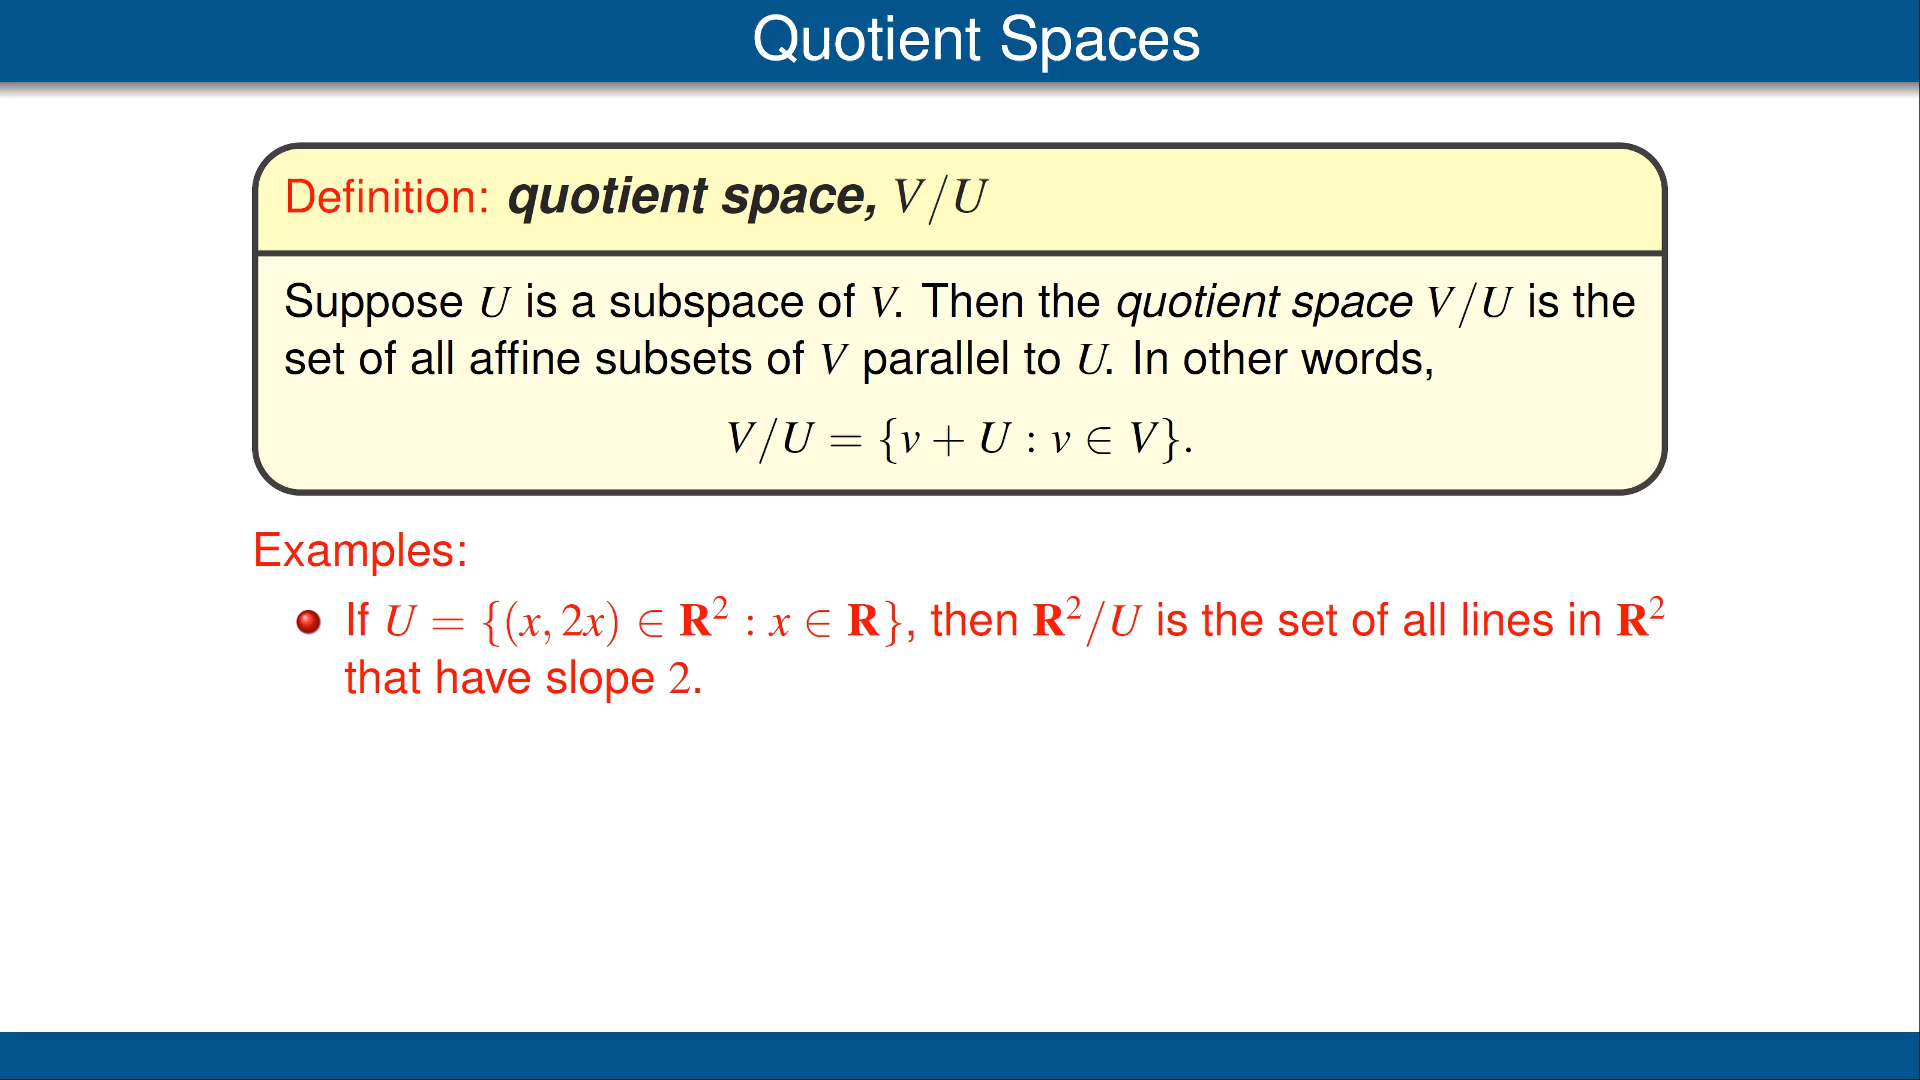 Quotient Spaces
Definition: quotient space, V/U
Suppose U is a subspace of V. Then the quotient space V/U is the
set of all affine subsets of V parallel to U. In other words,
V/U = {v + U : v ∈ V}.
Examples:
If U = {(x, 2x) ∈ R² : x ∈ R}, then R²/U is the set of all lines in R²
that have slope 2.